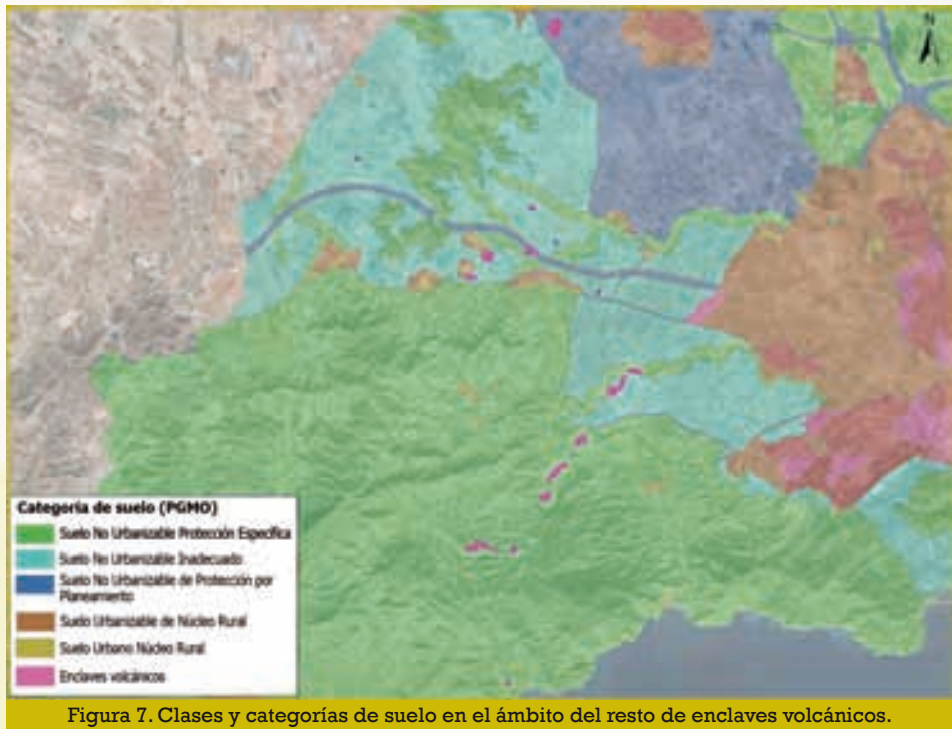 N
Categoría de suelo (PGMO)
Suelo No Urbanizable Protección Específica
Suelo No Urbanizable Inadecuado
Suelo No Urbanizable de Protección por
Planeamiento
Suelo Urbanizable de Núcleo Rural
Suelo Urbano Núcleo Rural
Enclaves volcánicos
Figura 7. Clases y categorías de suelo en el ámbito del resto de enclaves volcánicos.